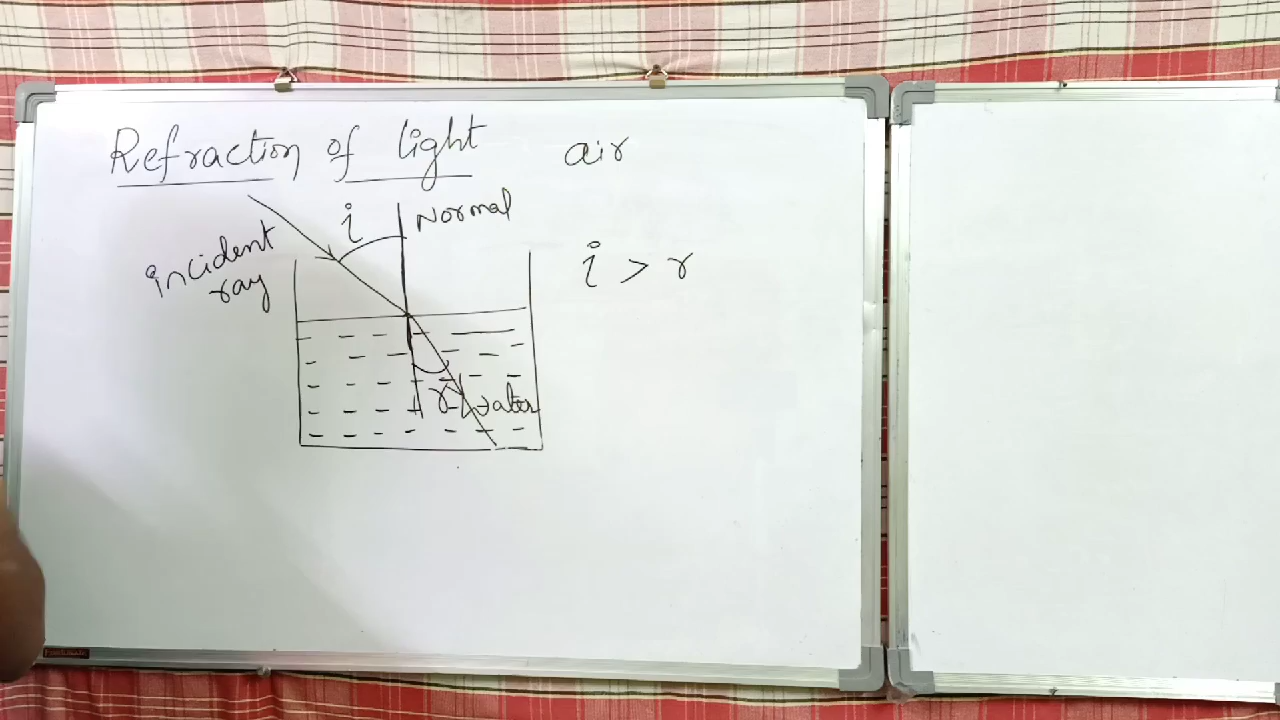 Refraction of light
air
i
Normal
incident
ray
i > r
r
water